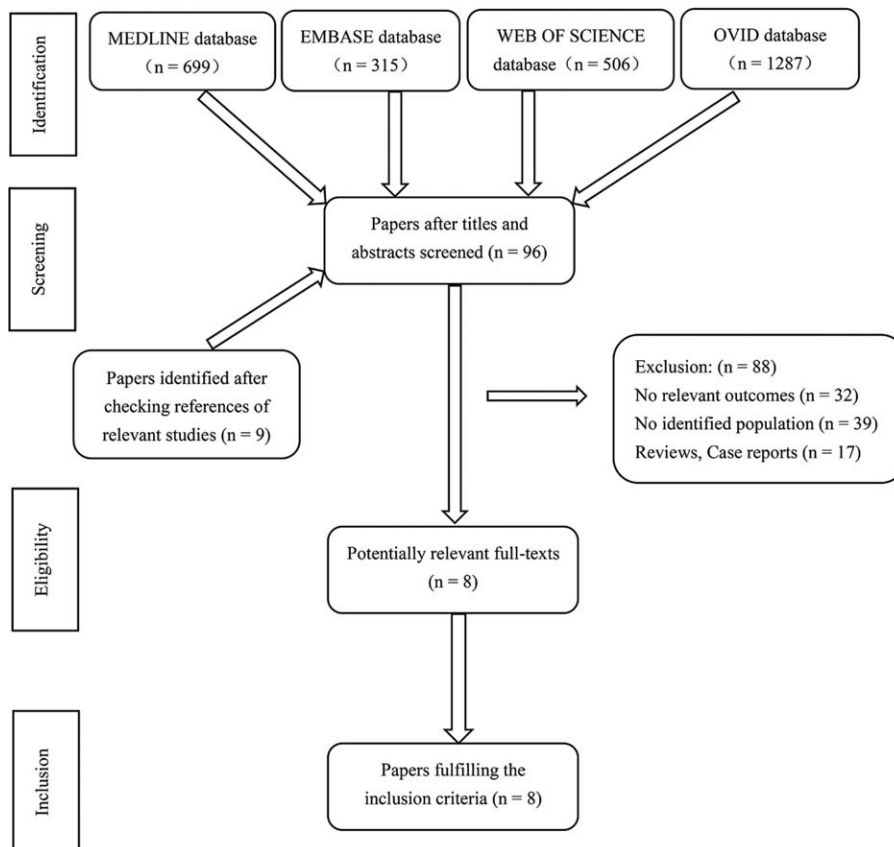 Identification
MEDLINE database
（n = 699）
EMBASE database
（n = 315）
WEB OF SCIENCE
database（n = 506）
OVID database
（n = 1287）
Screening
Papers after titles and
abstracts screened (n = 96)
Papers identified after
checking references of
relevant studies (n = 9)
Exclusion: (n = 88)
No relevant outcomes (n = 32)
No identified population (n = 39)
Reviews, Case reports (n = 17)
Eligibility
Potentially relevant full-texts
(n = 8)
Inclusion
Papers fulfilling the
inclusion criteria (n = 8)